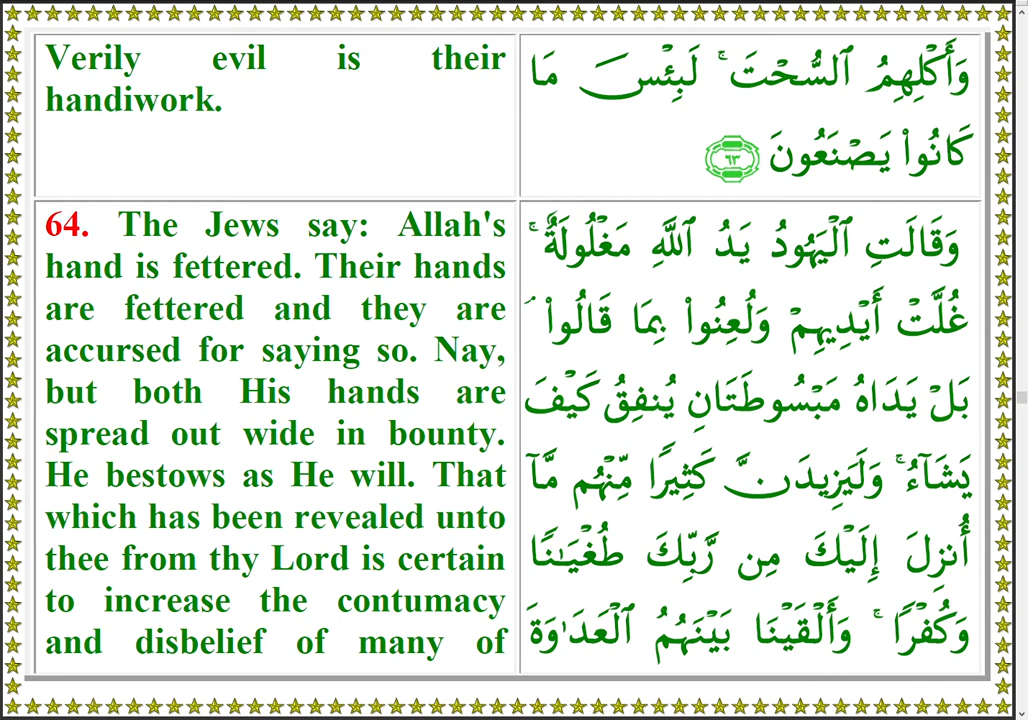 Verily evil is their
handiwork.
وَأَكْلِهِمُ ٱلسُّحْتَ ۚ لَبِئْسَ مَا
كَانُوا۟ يَصْنَعُونَ ٦٣
64. The Jews say: Allah's
hand is fettered. Their hands
are fettered and they are
accursed for saying so. Nay,
but both His hands are
spread out wide in bounty.
He bestows as He will. That
which has been revealed unto
thee from thy Lord is certain
to increase the contumacy
and disbelief of many of
وَقَالَتِ ٱلْيَهُودُ يَدُ ٱللَّهِ مَغْلُولَةٌ ۚ
غُلَّتْ أَيْدِيهِمْ وَلُعِنُوا۟ بِمَا قَالُوا۟ ۘ
بَلْ يَدَاهُ مَبْسُوطَتَانِ يُنفِقُ كَيْفَ
يَشَآءُ ۚ وَلَيَزِيدَنَّ كَثِيرًا مِّنْهُم مَّآ
أُنزِلَ إِلَيْكَ مِن رَّبِّكَ طُغْيَـٰنًا
وَكُفْرًا ۚ وَأَلْقَيْنَا بَيْنَهُمُ ٱلْعَدَٰوَةَ